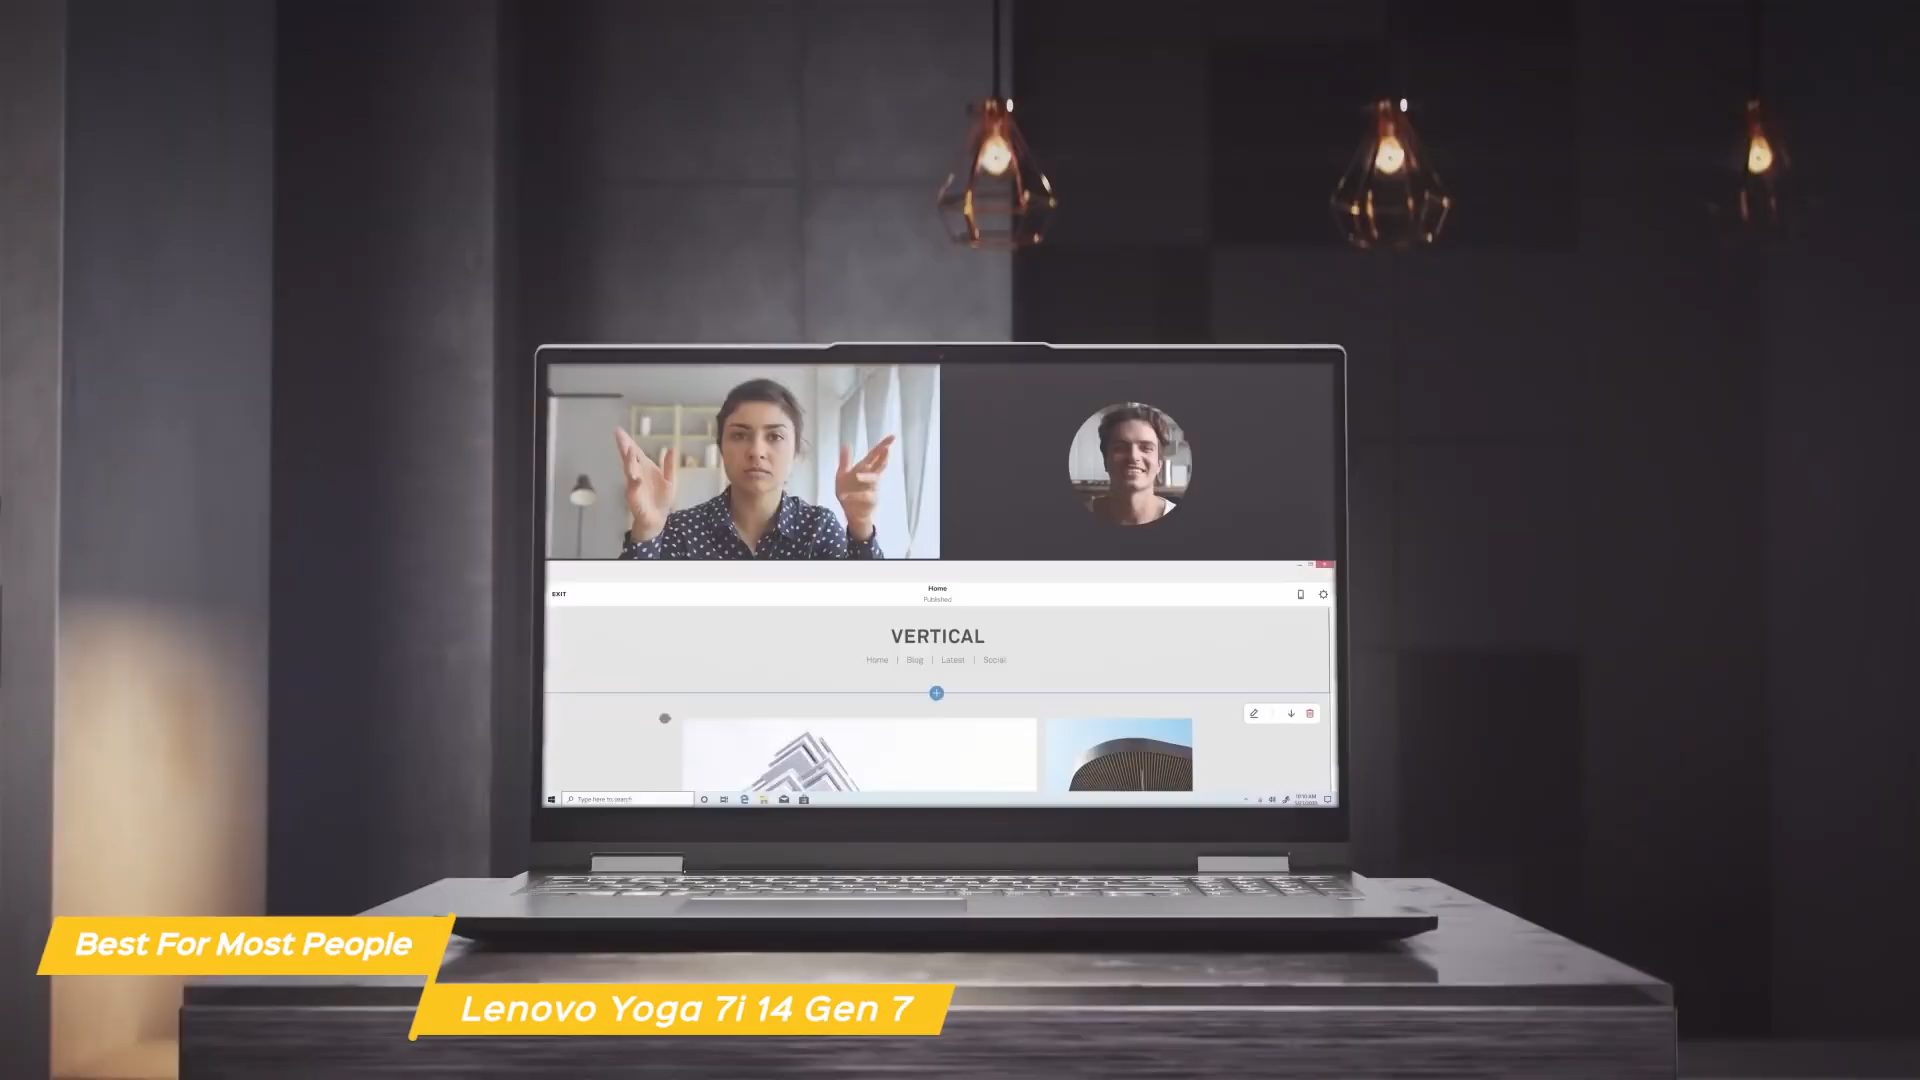 EXIT
Home
Published
VERTICAL
Home | Blog | Latest | Social
Type here to search
Best For Most People
Lenovo Yoga 7i 14 Gen 7